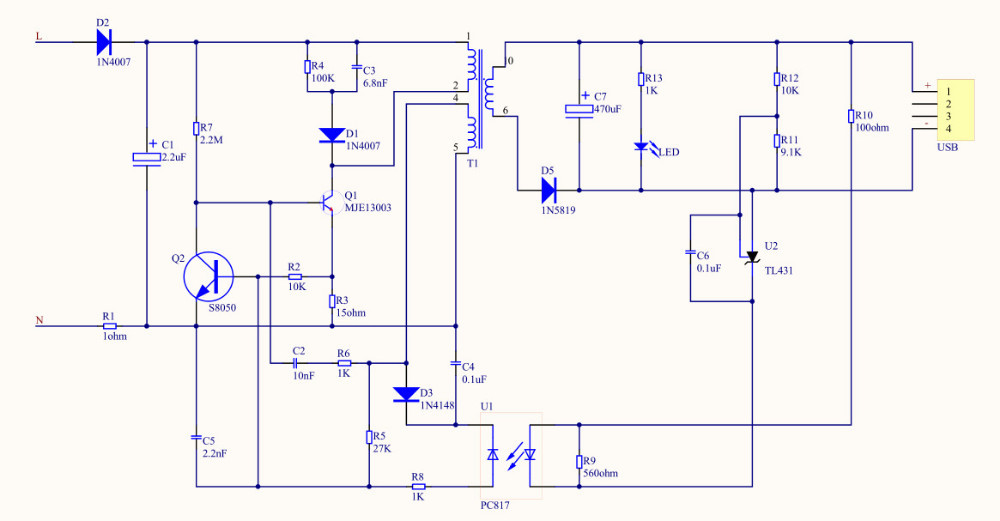 L
D2
1N4007
R4
100K
C3
6.8nF
1
10
2
4
6
5
T1
C7
470uF
R13
1K
R12
10K
R11
9.1K
R10
100ohm
LED
+
1
2
3
-
4
USB
R7
2.2M
C1
2.2uF
D1
1N4007
Q1
MJE13003
D5
1N5819
Q2
S8050
R2
10K
R3
15ohm
C6
0.1uF
U2
TL431
N
R1
1ohm
C2
10nF
R6
1K
C4
0.1uF
D3
1N4148
U1
C5
2.2nF
R5
27K
R9
560ohm
R8
1K
PC817